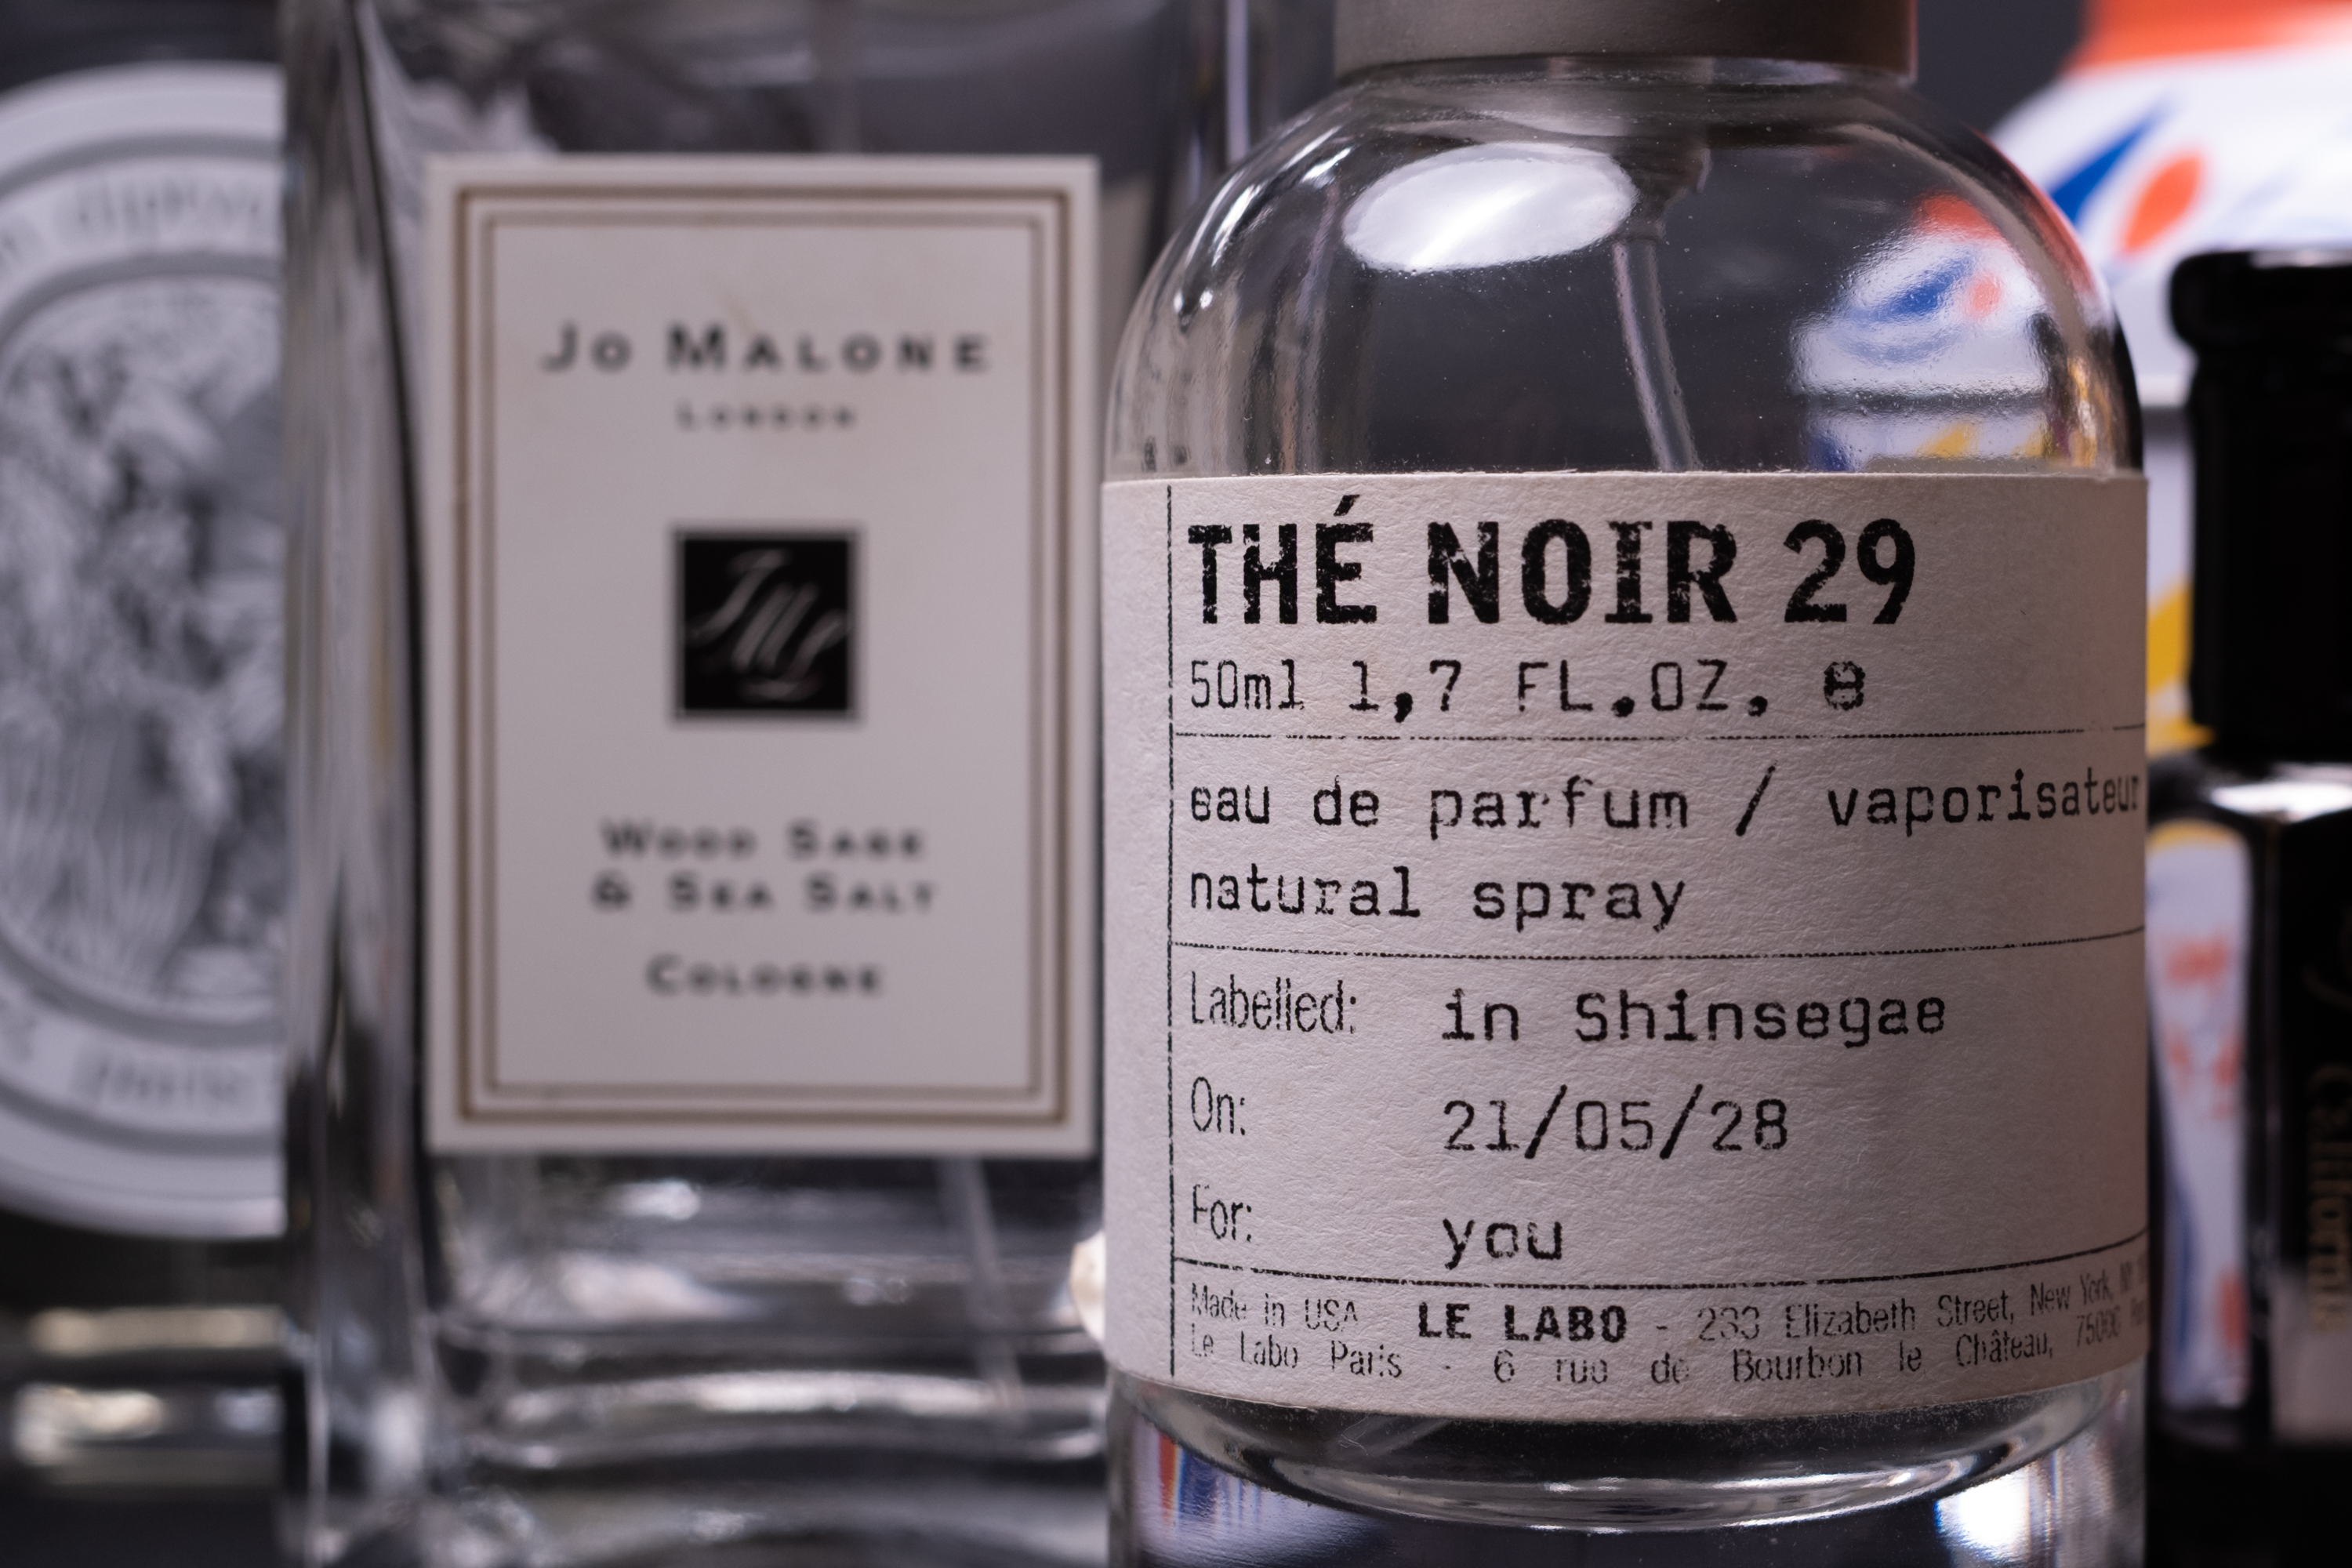 JO MALONE
LONDON
JML
WOOD SAGE
& SEA SALT
COLOGNE
THÉ NOIR 29
50ml 1,7 FL.OZ. e
eau de parfum / vaporisateur
natural spray
Labelled: in Shinsegae
On: 21/05/28
For: you
Made in USA LE LABO - 233 Elizabeth Street, New York,
Le Labo Paris - 6 rue de Bourbon le Château, 75006